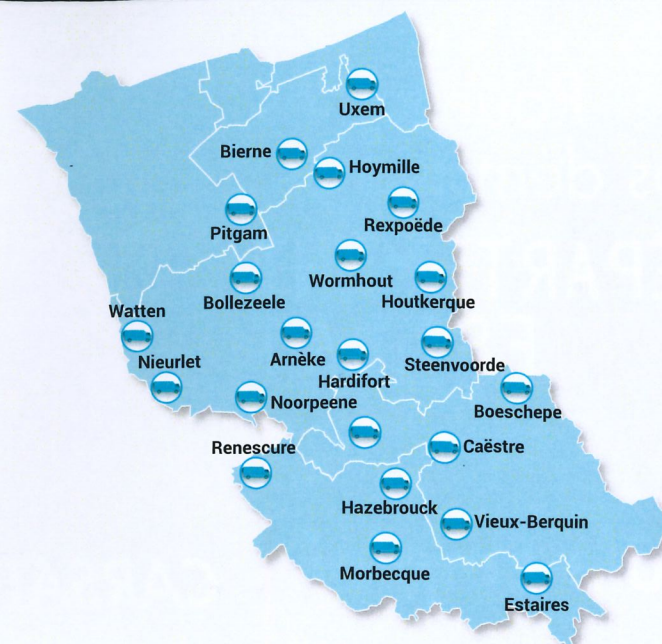 Uxem
Bierne
Hoymille
Pitgam
Rexpoëde
Wormhout
Bollezeele
Houtkerque
Watten
Arnèke
Steenvoorde
Nieurlet
Hardifort
Noorpeene
Boeschepe
Renescure
Caëstre
Hazebrouck
Vieux-Berquin
Morbecque
Estaires